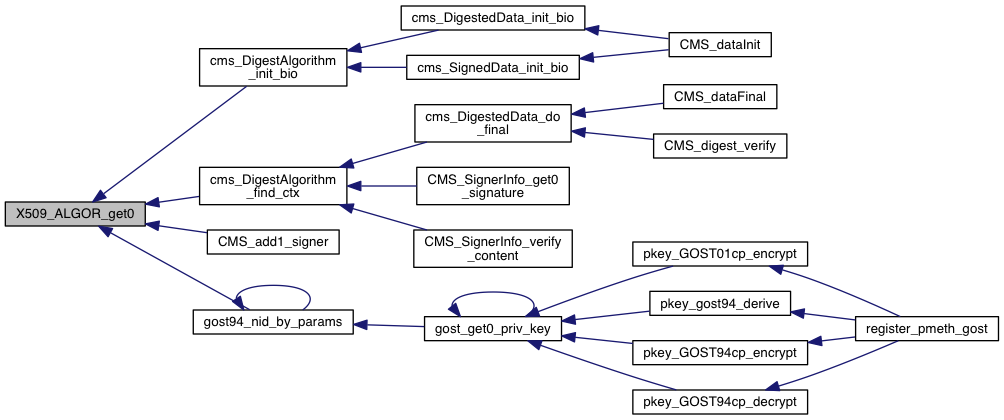 X509_ALGOR_get0
cms_DigestAlgorithm
_init_bio
cms_DigestedData_init_bio
cms_SignedData_init_bio
CMS_dataInit
cms_DigestAlgorithm
_find_ctx
cms_DigestedData_do
_final
CMS_dataFinal
CMS_digest_verify
CMS_SignerInfo_get0
_signature
CMS_SignerInfo_verify
_content
CMS_add1_signer
gost94_nid_by_params
gost_get0_priv_key
pkey_GOST01cp_encrypt
pkey_gost94_derive
pkey_GOST94cp_encrypt
pkey_GOST94cp_decrypt
register_pmeth_gost